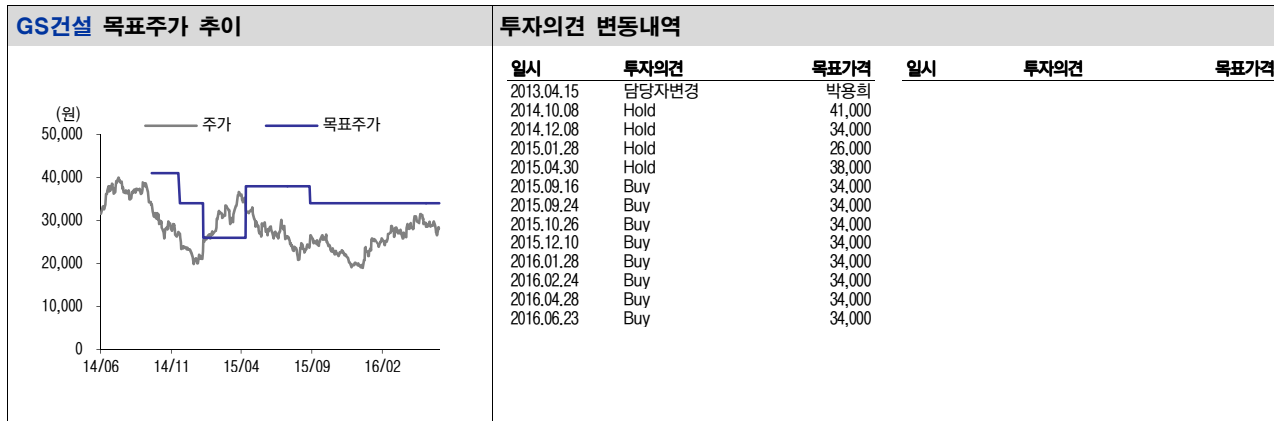 GS건설 목표주가 추이
(원)
주가 목표주가
50,000
40,000
30,000
20,000
10,000
0
14/06 14/11 15/04 15/09 16/02
투자의견 변동내역
일시 투자의견 목표가격 일시 투자의견 목표가격
2013.04.15 담당자변경 박용희
2014.10.08 Hold 41,000
2014.12.08 Hold 34,000
2015.01.28 Hold 26,000
2015.04.30 Hold 38,000
2015.09.16 Buy 34,000
2015.09.24 Buy 34,000
2015.10.26 Buy 34,000
2015.12.10 Buy 34,000
2016.01.28 Buy 34,000
2016.02.24 Buy 34,000
2016.04.28 Buy 34,000
2016.06.23 Buy 34,000